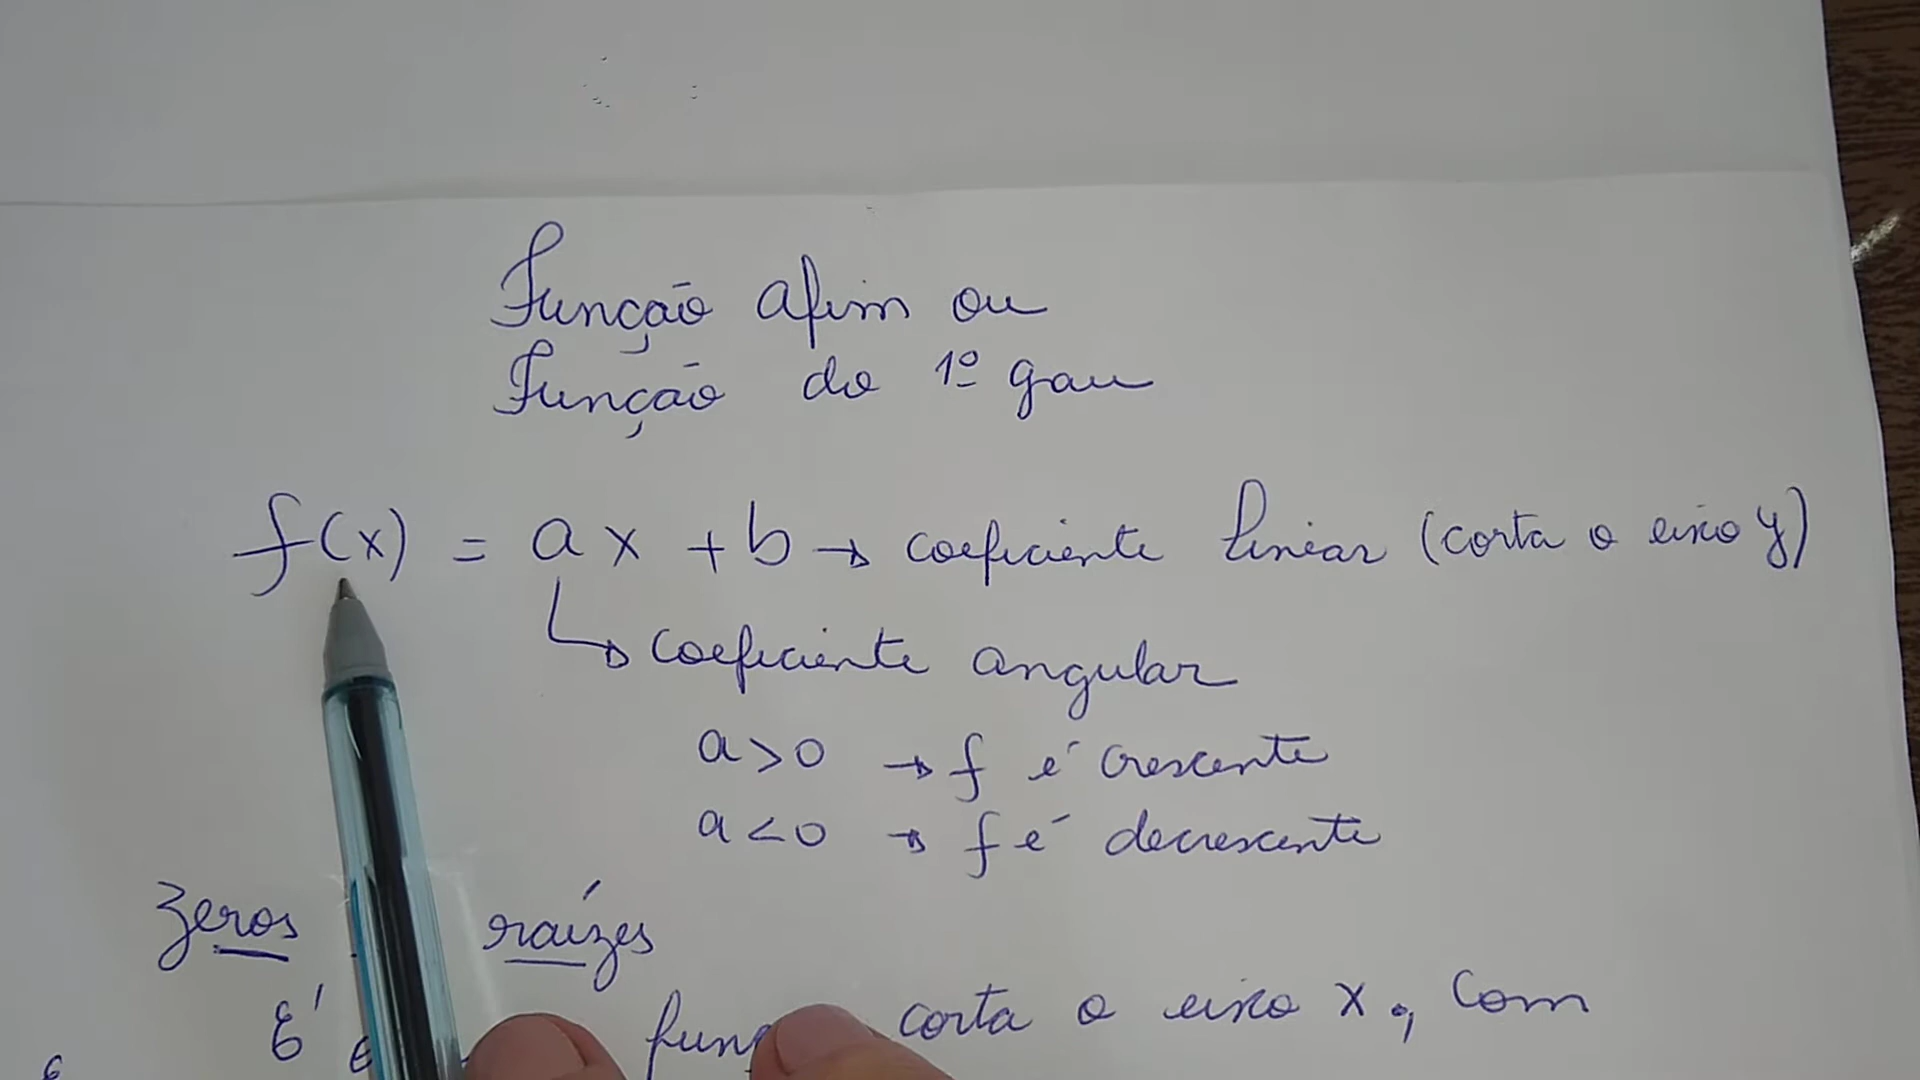 Função afim ou
Função do 1º gau
f(x) = ax + b → coeficiente linear (corta o eixo y)
↳ coeficiente angular
a>0 → f é crescente
a<0 → f é decrescente
Zeros raízes
É corta o eixo x, com